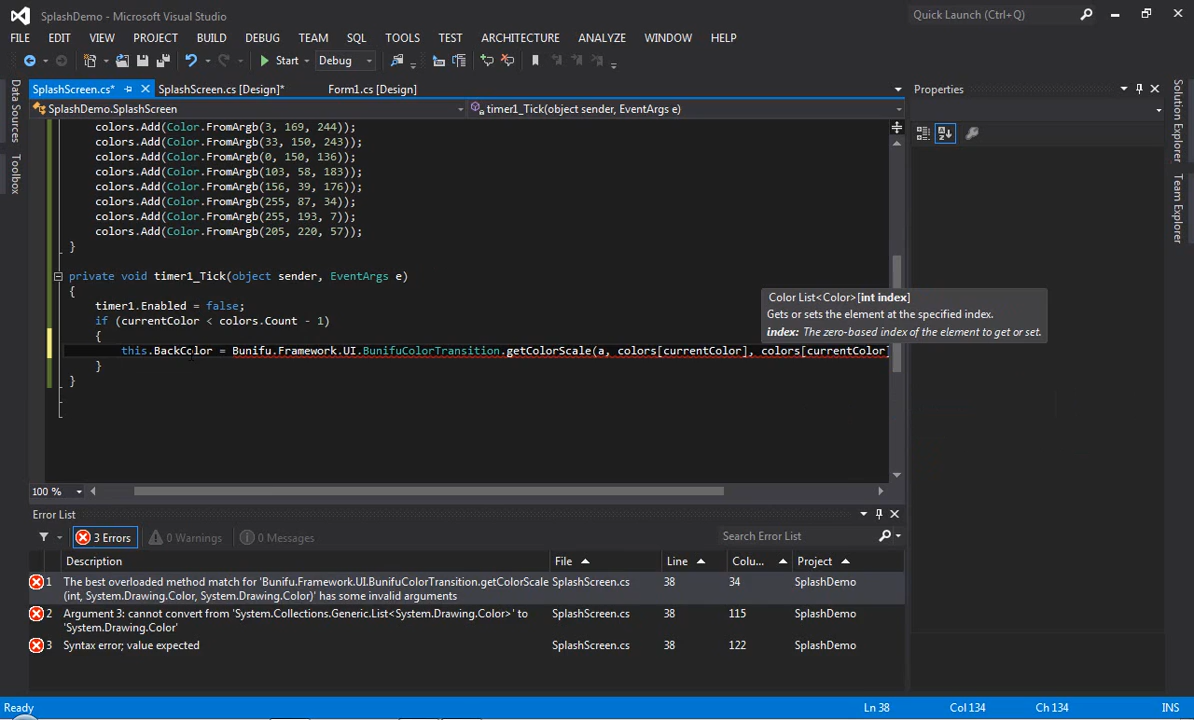 SplashDemo - Microsoft Visual Studio
Quick Launch (Ctrl+Q)
FILE EDIT VIEW PROJECT BUILD DEBUG TEAM SQL TOOLS TEST ARCHITECTURE ANALYZE WINDOW HELP
Start Debug
SplashScreen.cs* SplashScreen.cs [Design]* Form1.cs [Design]
Properties
Data Sources
Toolbox
Solution Explorer
Team Explorer
SplashDemo.SplashScreen timer1_Tick(object sender, EventArgs e)
colors.Add(Color.FromArgb(3, 169, 244));
colors.Add(Color.FromArgb(33, 150, 243));
colors.Add(Color.FromArgb(0, 150, 136));
colors.Add(Color.FromArgb(103, 58, 183));
colors.Add(Color.FromArgb(156, 39, 176));
colors.Add(Color.FromArgb(255, 87, 34));
colors.Add(Color.FromArgb(255, 193, 7));
colors.Add(Color.FromArgb(205, 220, 57));
}
private void timer1_Tick(object sender, EventArgs e)
{
timer1.Enabled = false;
if (currentColor < colors.Count - 1)
{
this.BackColor = Bunifu.Framework.UI.BunifuColorTransition.getColorScale(a, colors[currentColor], colors[currentColor]
}
}
Color List<Color>[int index]
Gets or sets the element at the specified index.
index: The zero-based index of the element to get or set.
100 %
Error List
3 Errors 0 Warnings 0 Messages
Search Error List
Description File Line Colu... Project
1 The best overloaded method match for 'Bunifu.Framework.UI.BunifuColorTransition.getColorScale SplashScreen.cs 38 34 SplashDemo
(int, System.Drawing.Color, System.Drawing.Color)' has some invalid arguments
2 Argument 3: cannot convert from 'System.Collections.Generic.List<System.Drawing.Color>' to SplashScreen.cs 38 115 SplashDemo
'System.Drawing.Color'
3 Syntax error; value expected SplashScreen.cs 38 122 SplashDemo
Ready Ln 38 Col 134 Ch 134 INS